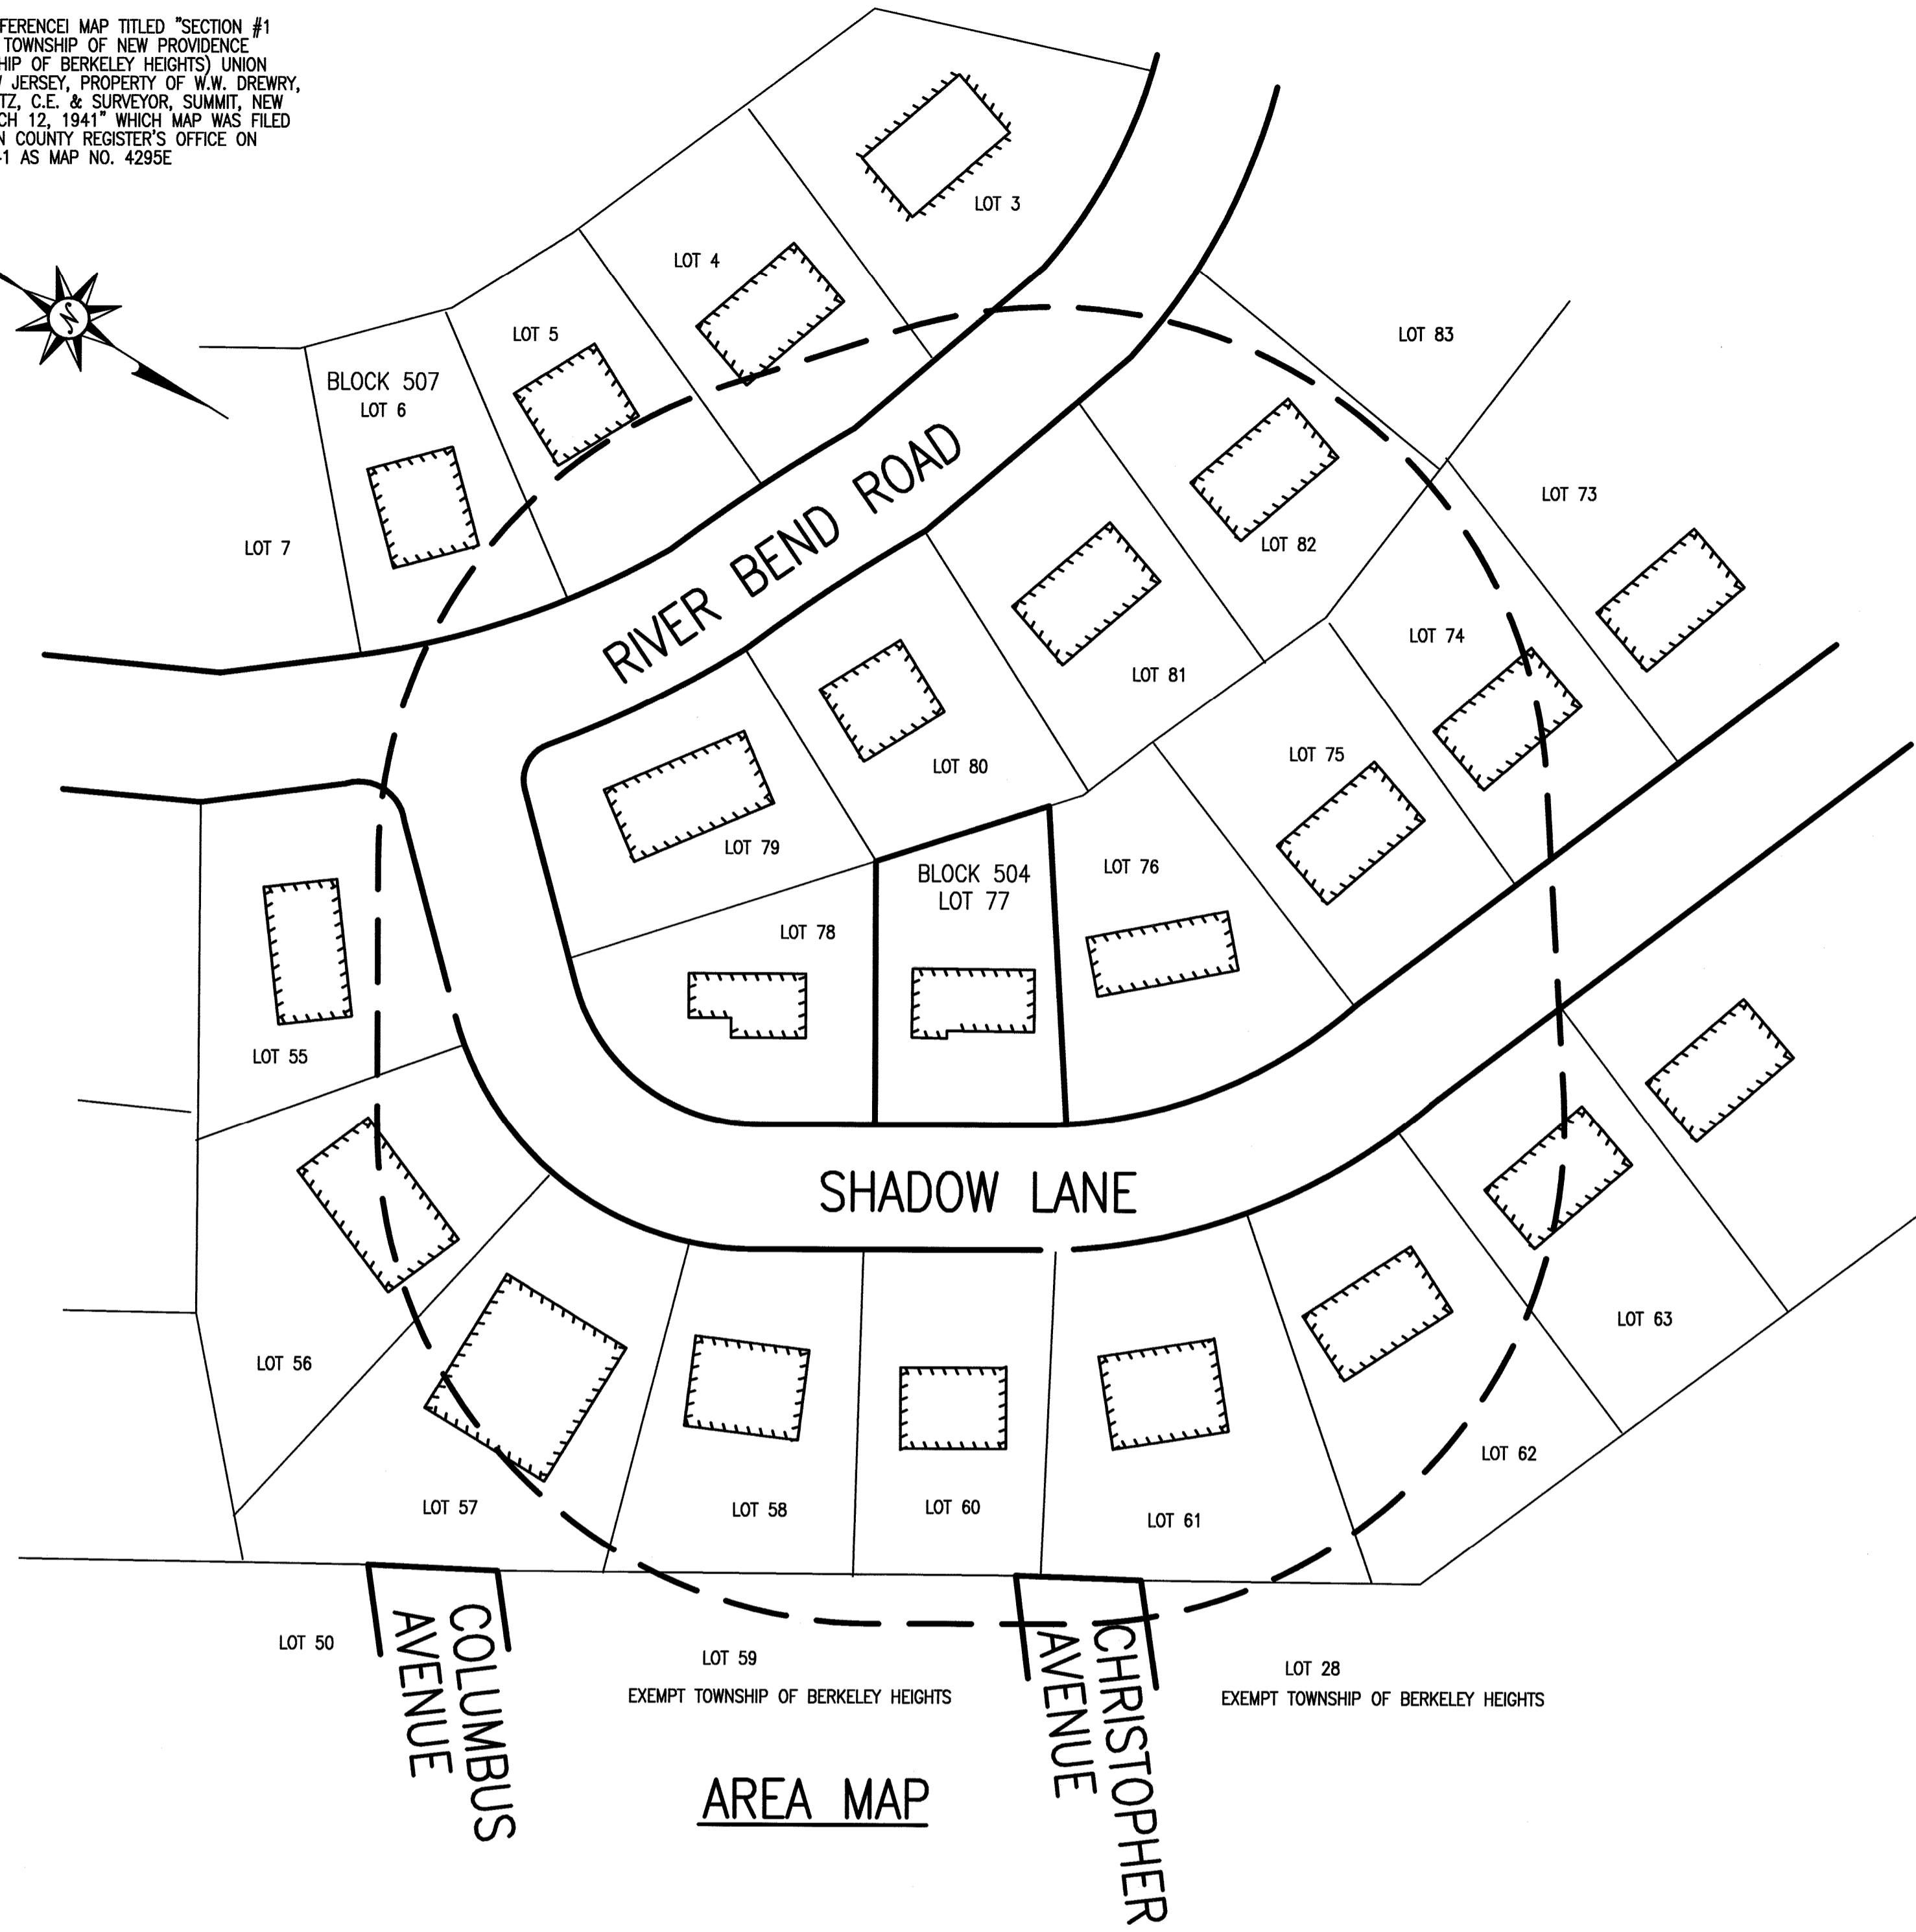 FERENCE! MAP TITLED "SECTION #1
TOWNSHIP OF NEW PROVIDENCE
HIP OF BERKELEY HEIGHTS) UNION
JERSEY, PROPERTY OF W.W. DREWRY,
TZ, C.E. & SURVEYOR, SUMMIT, NEW
CH 12, 1941" WHICH MAP WAS FILED
N COUNTY REGISTER'S OFFICE ON
1 AS MAP NO. 4295E
N
LOT 3
LOT 4
LOT 5
LOT 83
BLOCK 507
LOT 6
LOT 73
LOT 7
LOT 82
RIVER BEND ROAD
LOT 74
LOT 81
LOT 75
LOT 80
LOT 79
LOT 76
BLOCK 504
LOT 77
LOT 78
LOT 55
SHADOW LANE
LOT 63
LOT 56
LOT 62
LOT 57
LOT 58
LOT 60
LOT 61
LOT 50
COLUMBUS
AVENUE
LOT 59
EXEMPT TOWNSHIP OF BERKELEY HEIGHTS
CHRISTOPHER
AVENUE
LOT 28
EXEMPT TOWNSHIP OF BERKELEY HEIGHTS
AREA MAP